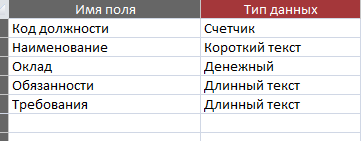 Имя поля Тип данных
Код должности Счетчик
Наименование Короткий текст
Оклад Денежный
Обязанности Длинный текст
Требования Длинный текст